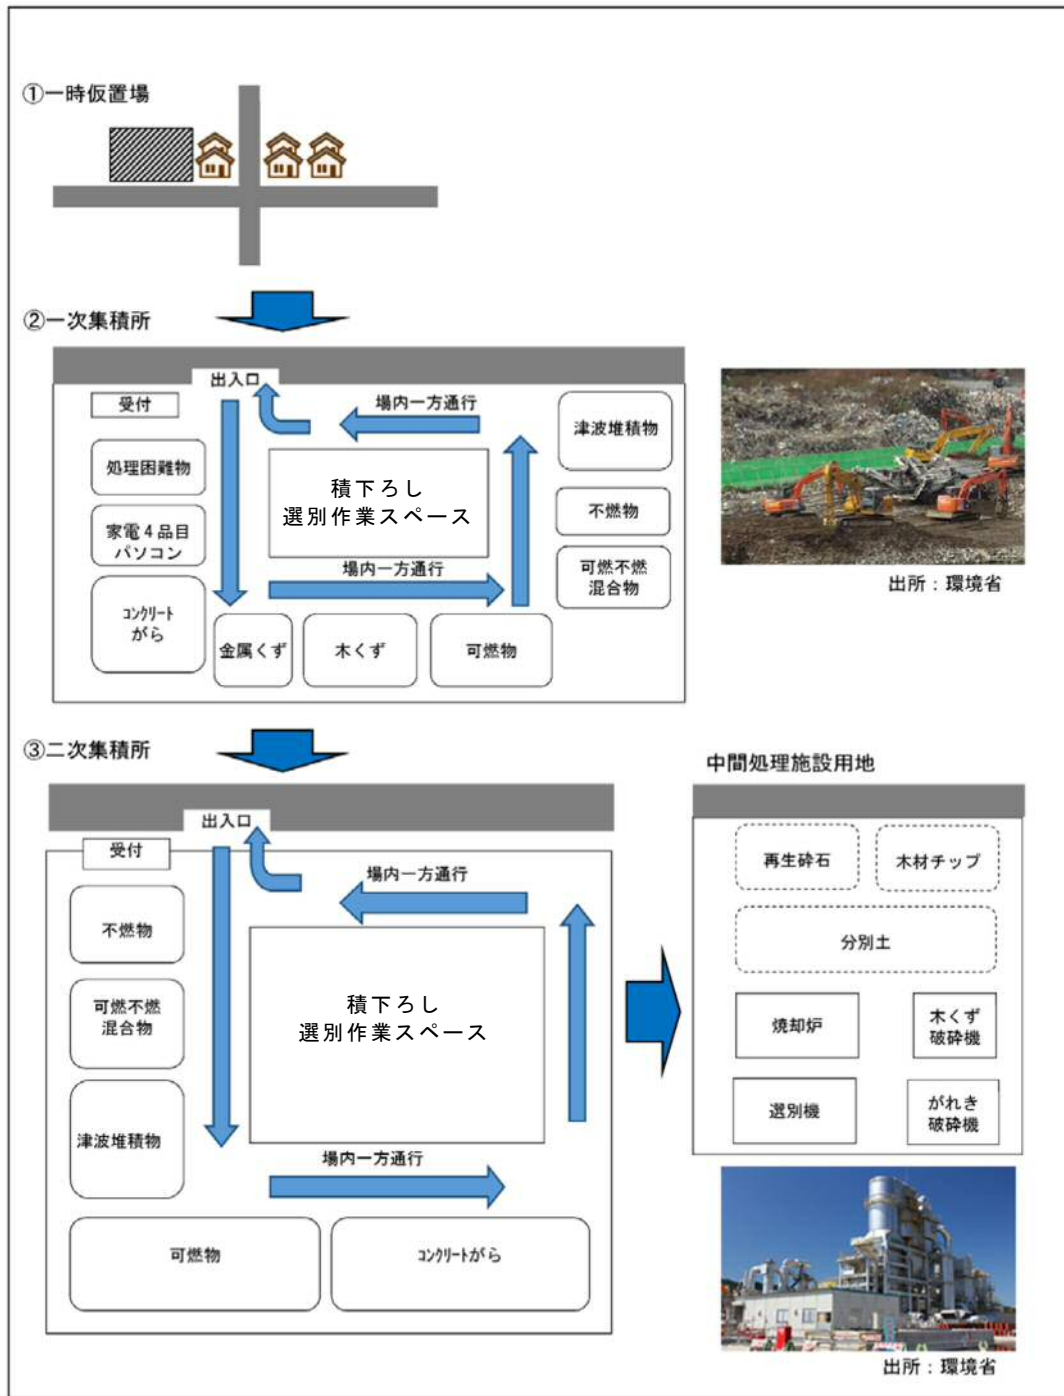 ①一時仮置場
②一次集積所
出入口
受付
場内一方通行
津波堆積物
処理困難物
積下ろし
選別作業スペース
不燃物
家電4品目
パソコン
場内一方通行
可燃不燃
混合物
コンクリート
がら
金属くず
木くず
可燃物
出所：環境省
③二次集積所
出入口
受付
場内一方通行
不燃物
可燃不燃
混合物
積下ろし
選別作業スペース
津波堆積物
場内一方通行
可燃物
コンクリートがら
中間処理施設用地
再生砕石
木材チップ
分別土
焼却炉
木くず
破砕機
選別機
がれき
破砕機
出所：環境省